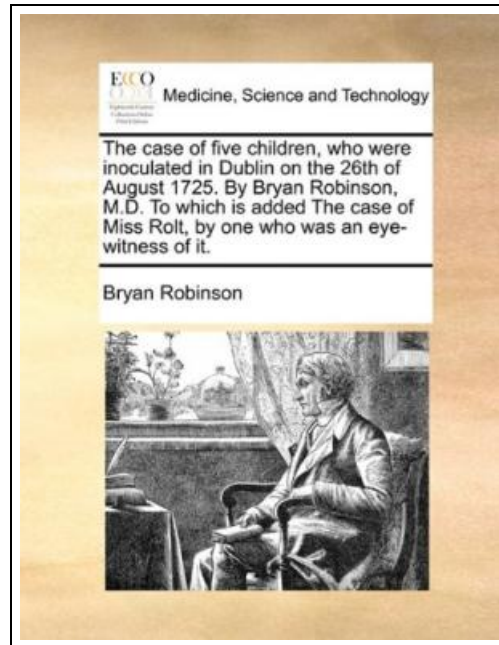 ECCO
Medicine, Science and Technology
The case of five children, who were
inoculated in Dublin on the 26th of
August 1725. By Bryan Robinson,
M.D. To which is added The case of
Miss Rolt, by one who was an eye-
witness of it.
Bryan Robinson